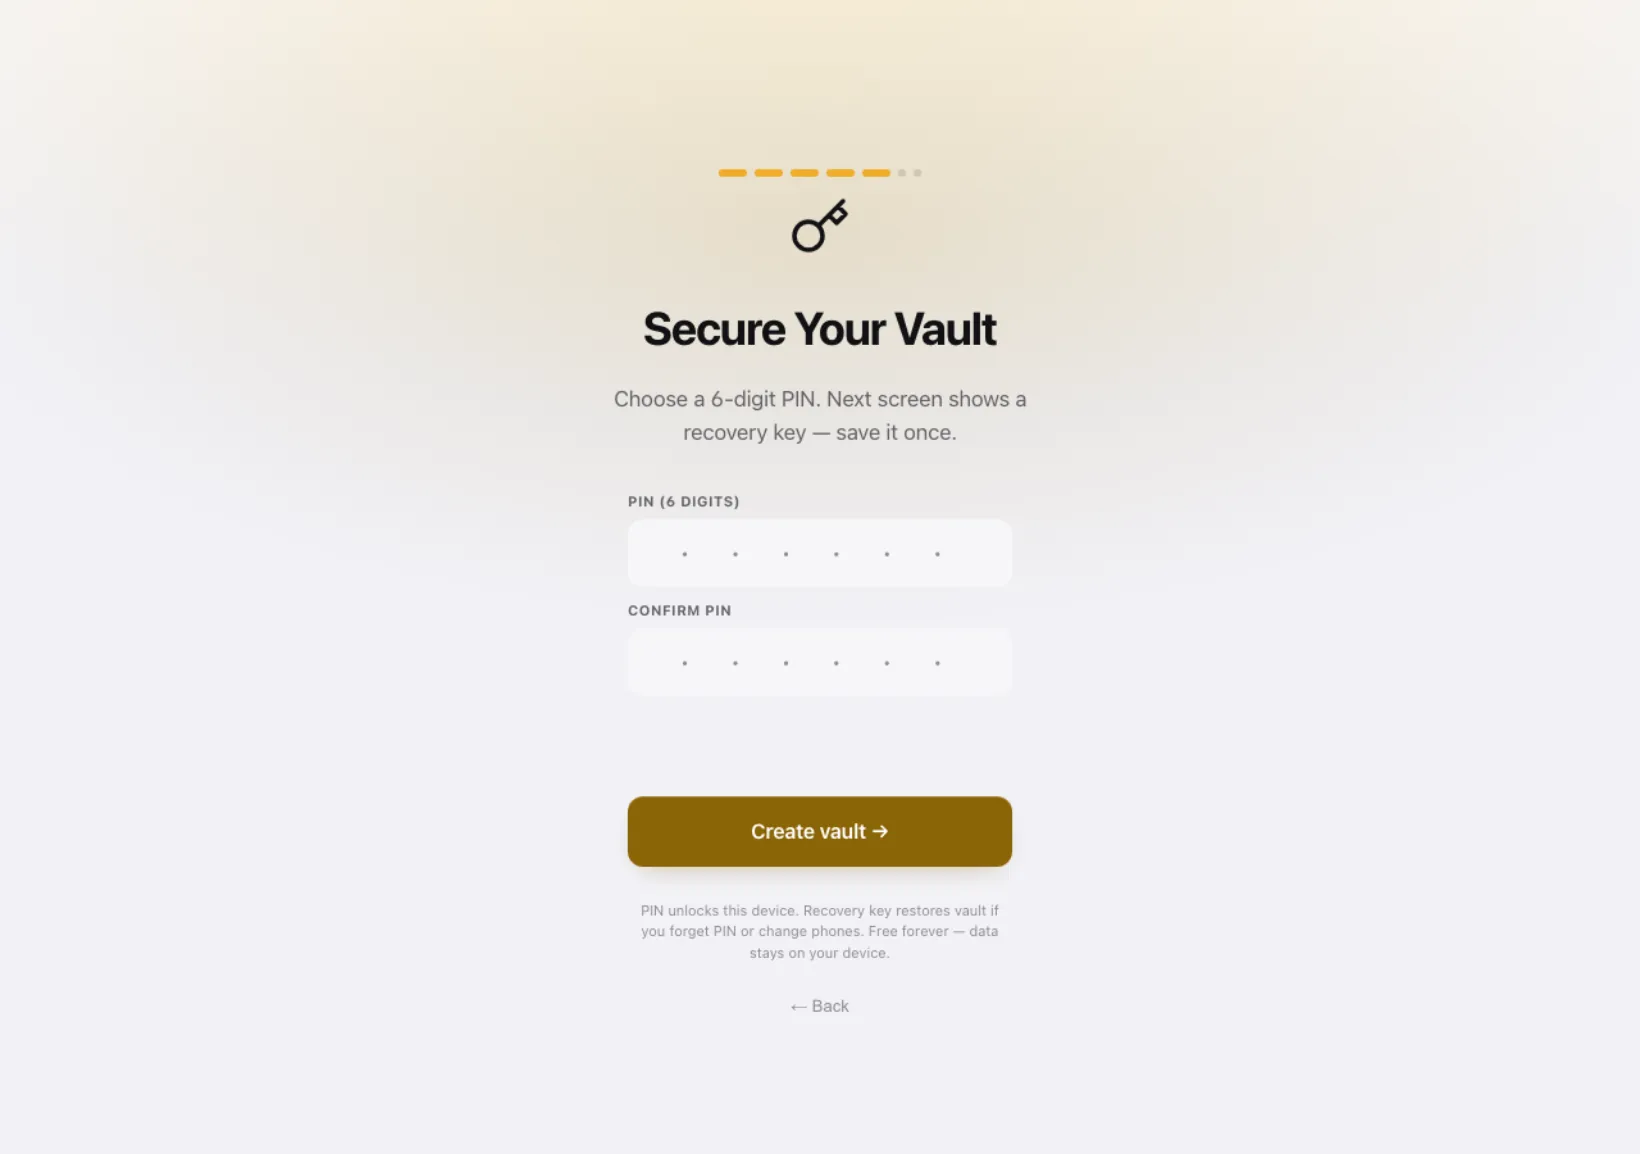 Secure Your Vault
Choose a 6-digit PIN. Next screen shows a
recovery key — save it once.
PIN (6 DIGITS)
CONFIRM PIN
Create vault →
PIN unlocks this device. Recovery key restores vault if
you forget PIN or change phones. Free forever — data
stays on your device.
← Back